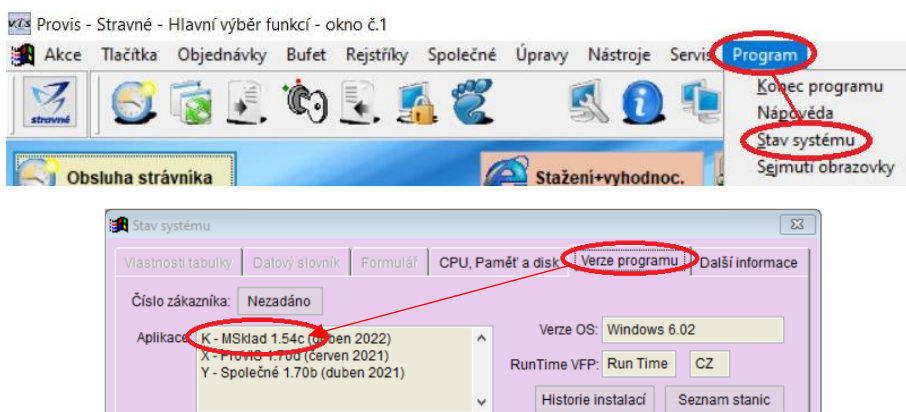 vis Provis - Stravné - Hlavní výběr funkcí - okno č.1
Akce Tlačítka Objednávky Bufet Rejstříky Společné Úpravy Nástroje Servis Program
stravné
Konec programu
Nápověda
Stav systému
Sejmutí obrazovky
Obsluha strávníka
Stažení+vyhodnoc.
Stav systému
Vlastnosti tabulky Datový slovník Formulář CPU, Paměť a disk Verze programu Další informace
Číslo zákazníka: Nezadáno
Aplikace: K - MSklad 1.54c (duben 2022)
X - ProVIS 1.70d (červen 2021)
Y - Společné 1.70b (duben 2021)
Verze OS: Windows 6.02
RunTime VFP: Run Time CZ
Historie instalací Seznam stanic